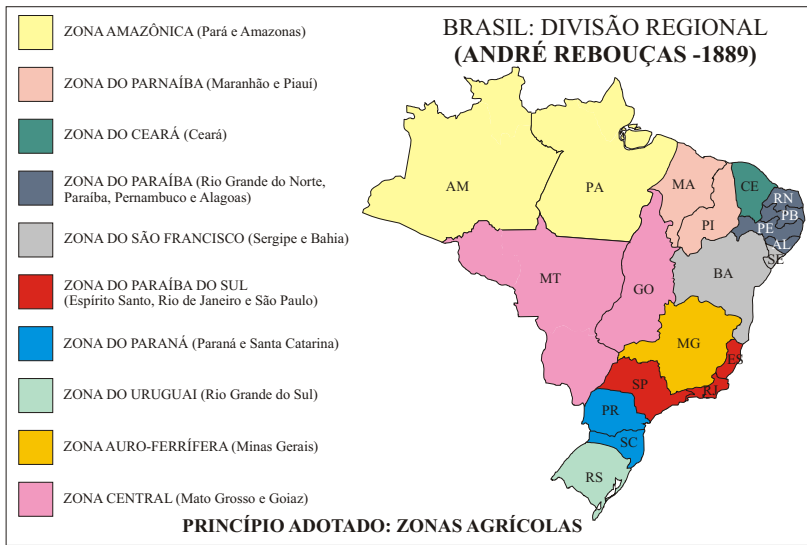 BRASIL: DIVISÃO REGIONAL
(ANDRÉ REBOUÇAS -1889)
ZONA AMAZÔNICA (Pará e Amazonas)
ZONA DO PARNAÍBA (Maranhão e Piauí)
ZONA DO CEARÁ (Ceará)
ZONA DO PARAÍBA (Rio Grande do Norte,
Paraíba, Pernambuco e Alagoas)
ZONA DO SÃO FRANCISCO (Sergipe e Bahia)
ZONA DO PARAÍBA DO SUL
(Espírito Santo, Rio de Janeiro e São Paulo)
ZONA DO PARANÁ (Paraná e Santa Catarina)
ZONA DO URUGUAI (Rio Grande do Sul)
ZONA AURO-FERRÍFERA (Minas Gerais)
ZONA CENTRAL (Mato Grosso e Goiaz)
AM
PA
MA
CE
RN
PB
PI
PE
AL
SE
BA
MT
GO
MG
ES
SP
RJ
PR
SC
RS
PRINCÍPIO ADOTADO: ZONAS AGRÍCOLAS